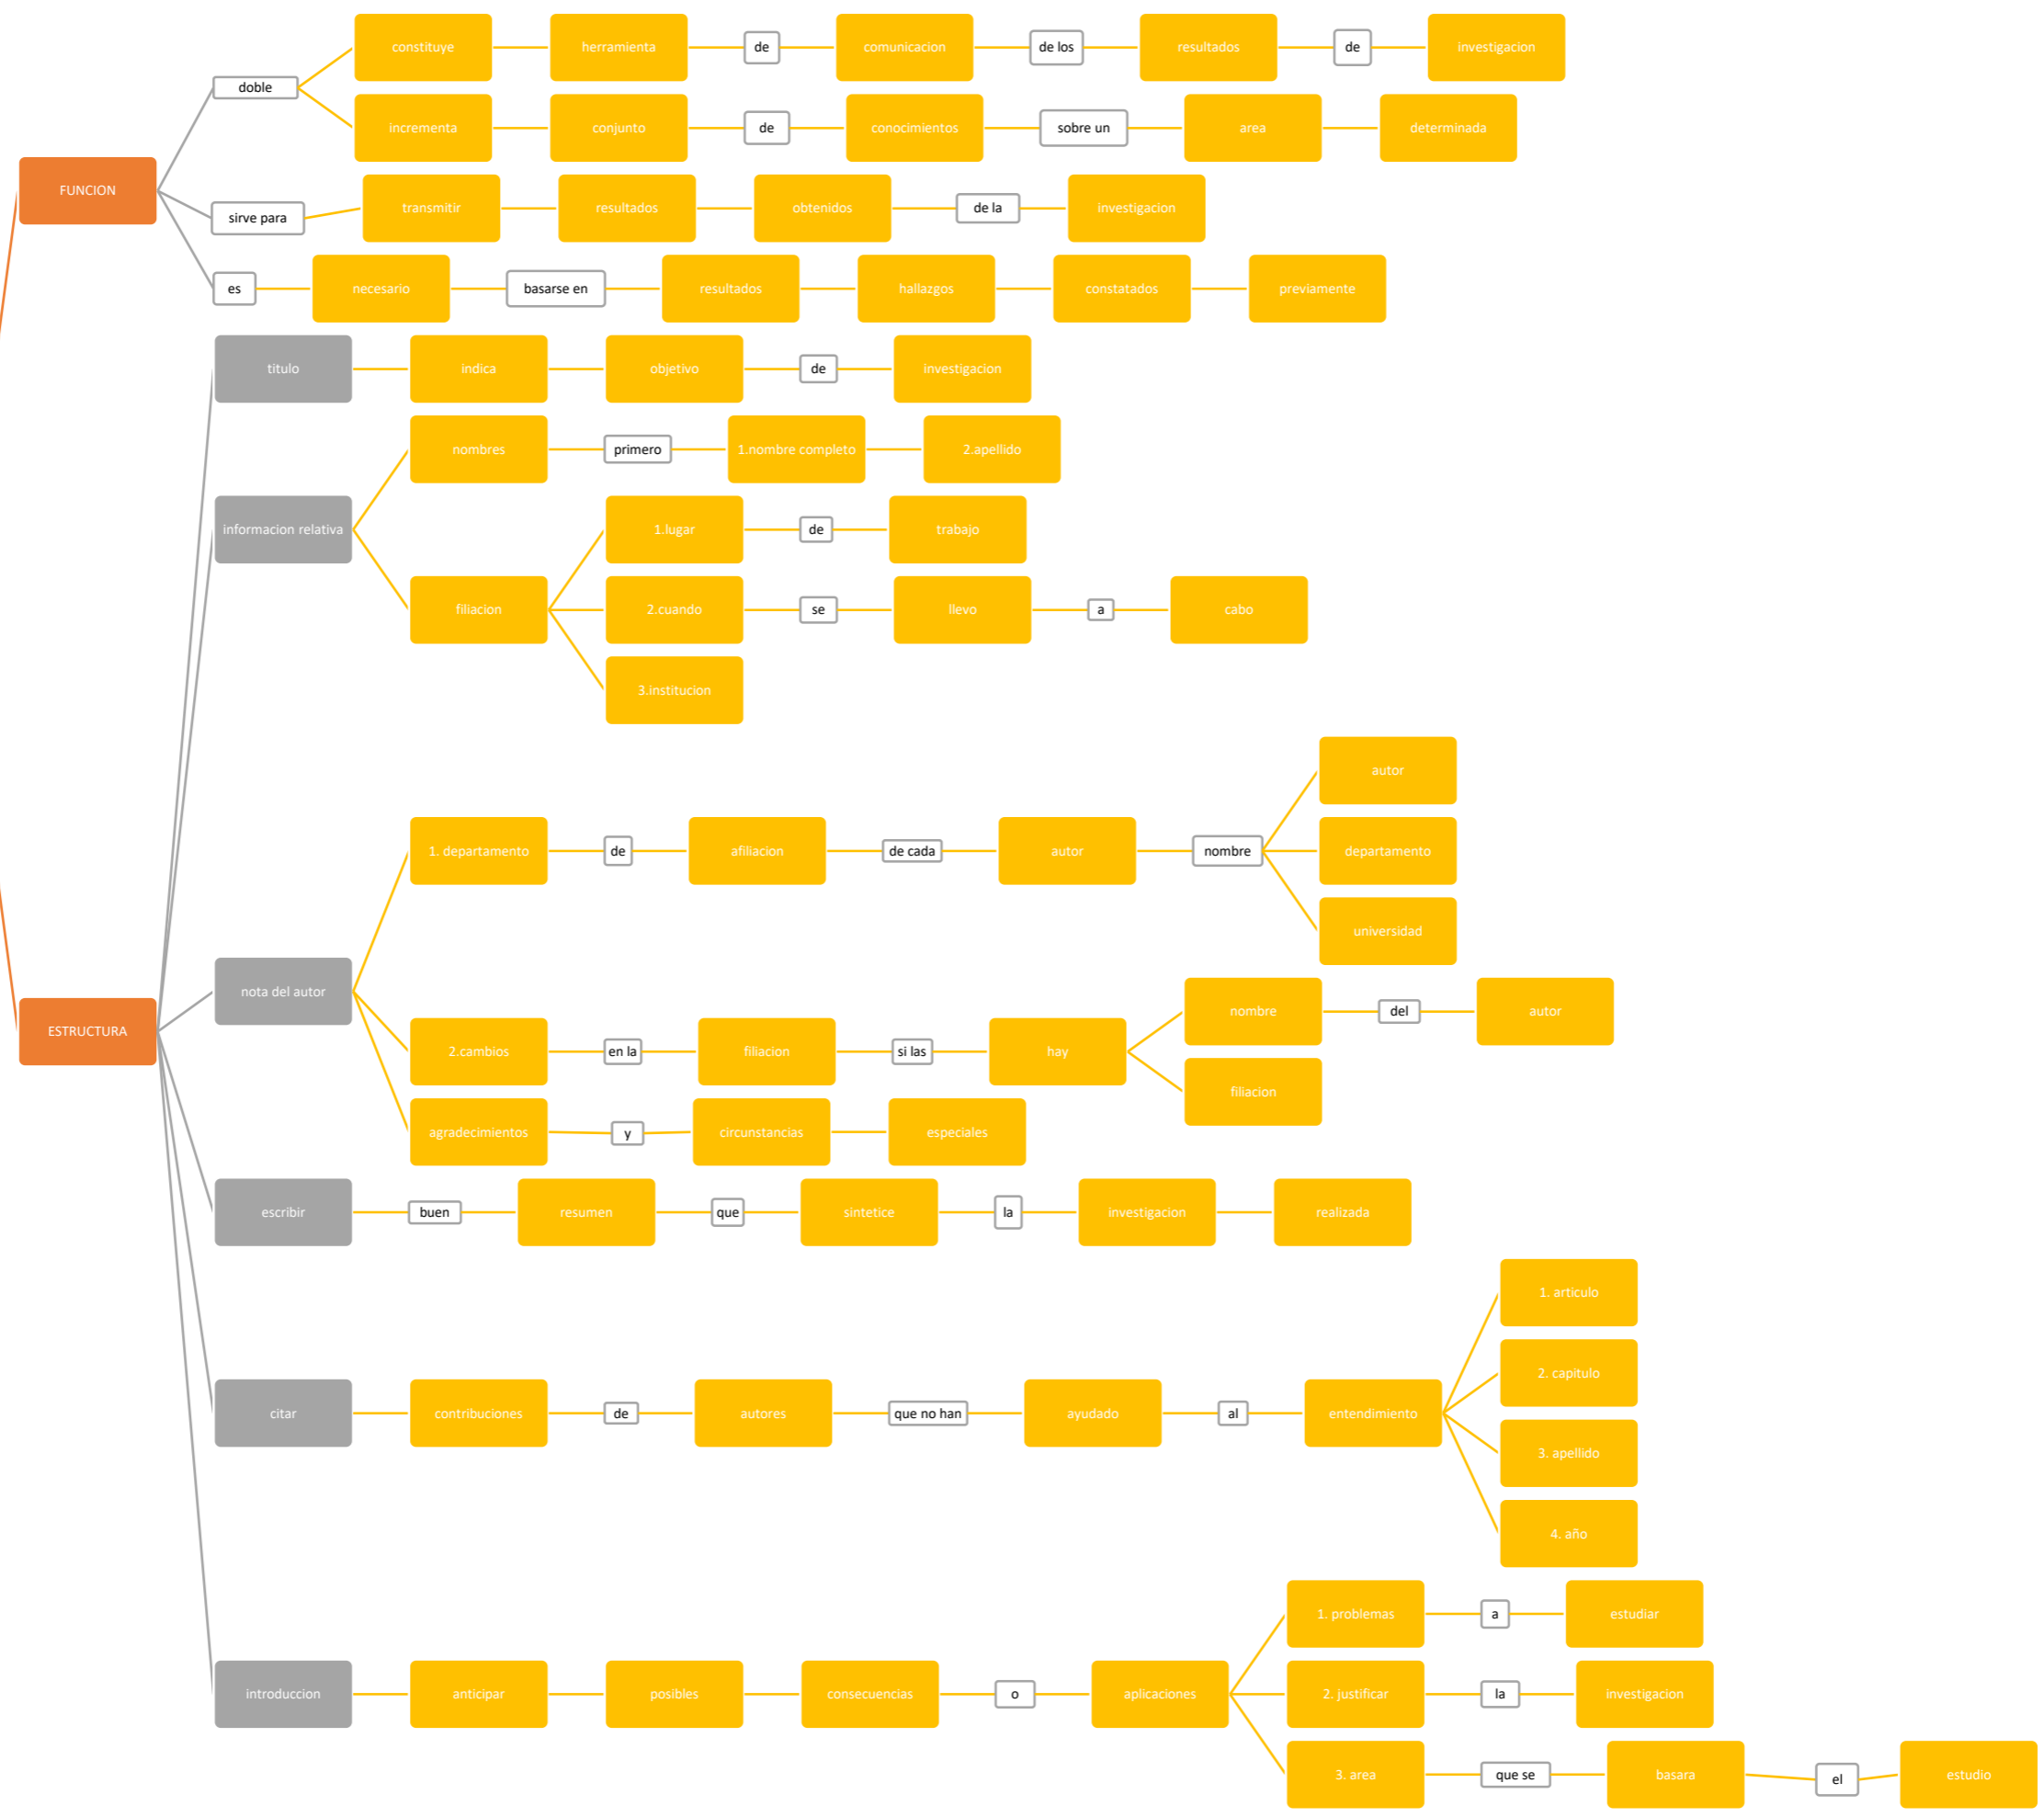 FUNCION
doble
constituye herramienta de comunicacion de los resultados de investigacion
incrementa conjunto de conocimientos sobre un area determinada
sirve para transmitir resultados obtenidos de la investigacion
es necesario basarse en resultados hallazgos constatados previamente
ESTRUCTURA
titulo indica objetivo de investigacion
informacion relativa
nombres primero 1.nombre completo 2.apellido
filiacion
1.lugar de trabajo
2.cuando se llevo a cabo
3.institucion
nota del autor
1. departamento de afiliacion de cada autor nombre
autor
departamento
universidad
2.cambios en la filiacion si las hay
nombre del autor
filiacion
agradecimientos y circunstancias especiales
escribir buen resumen que sintetice la investigacion realizada
citar contribuciones de autores que no han ayudado al entendimiento
1. articulo
2. capitulo
3. apellido
4. año
introduccion anticipar posibles consecuencias o aplicaciones
1. problemas a estudiar
2. justificar la investigacion
3. area que se basara el estudio